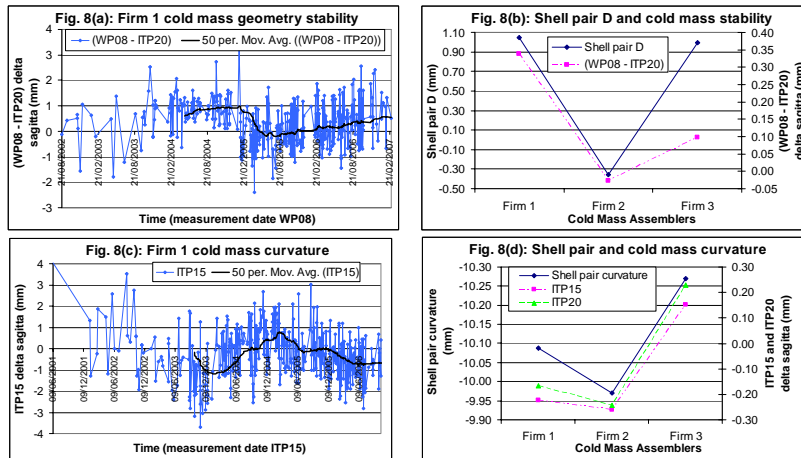 Fig. 8(a): Firm 1 cold mass geometry stability
(WP08 - ITP20)
50 per. Mov. Avg. ((WP08 - ITP20))
(WP08 - ITP20) delta
sagitta (mm)
4
3
2
1
0
-1
-2
-3
21/08/2002
21/02/2003
21/08/2003
21/02/2004
21/08/2004
21/02/2005
21/08/2005
21/02/2006
21/08/2006
21/02/2007
Time (measurement date WP08)
Fig. 8(b): Shell pair D and cold mass stability
Shell pair D
(WP08 - ITP20)
Shell pair D (mm)
1.10
0.90
0.70
0.50
0.30
0.10
-0.10
-0.30
-0.50
0.40
0.35
0.30
0.25
0.20
0.15
0.10
0.05
0.00
-0.05
(WP08 - ITP20)
delta sagitta (mm)
Firm 1
Firm 2
Firm 3
Cold Mass Assemblers
Fig. 8(c): Firm 1 cold mass curvature
ITP15
50 per. Mov. Avg. (ITP15)
ITP15 delta sagitta (mm)
4
3
2
1
0
-1
-2
-3
-4
09/06/2001
09/12/2001
09/06/2002
09/12/2002
09/06/2003
09/12/2003
09/06/2004
09/12/2004
09/06/2005
09/12/2005
09/06/2006
Time (measurement date ITP15)
Fig. 8(d): Shell pair and cold mass curvature
Shell pair curvature
ITP15
ITP20
Shell pair curvature
(mm)
-10.30
-10.25
-10.20
-10.15
-10.10
-10.05
-10.00
-9.95
-9.90
0.30
0.20
0.10
0.00
-0.10
-0.20
-0.30
ITP15 and ITP20
delta sagitta (mm)
Firm 1
Firm 2
Firm 3
Cold Mass Assemblers